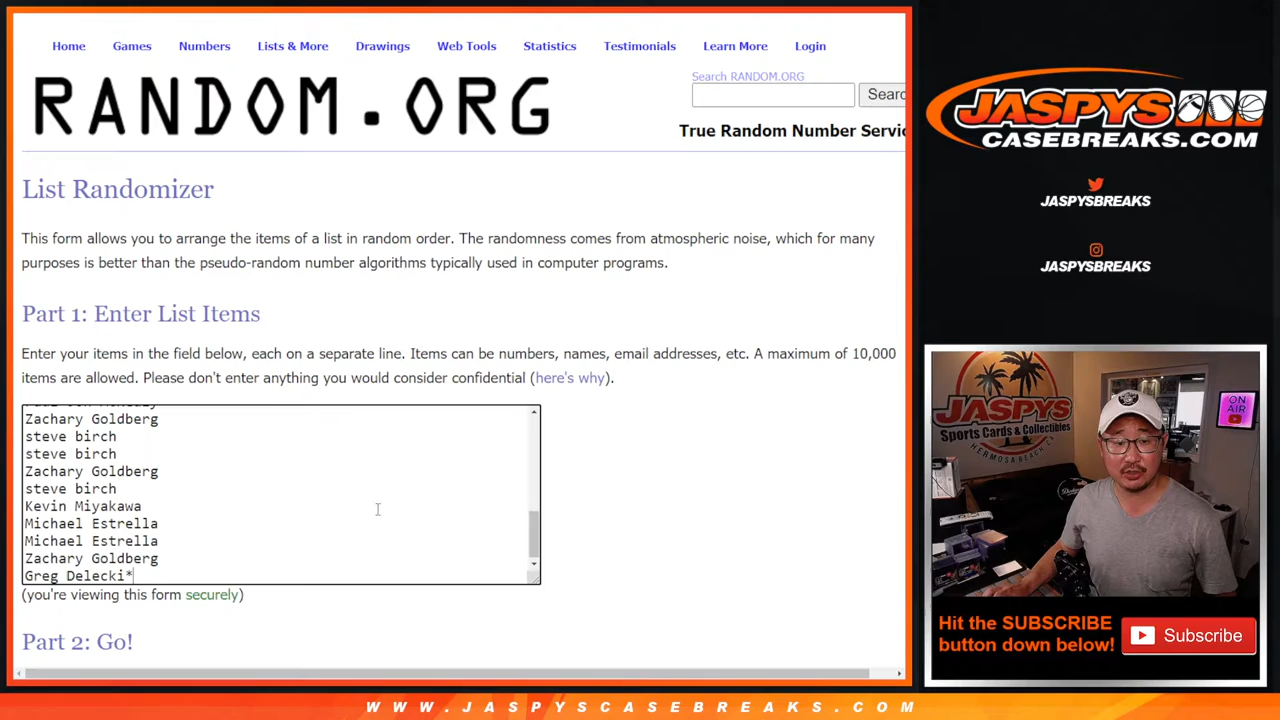 Home Games Numbers Lists & More Drawings Web Tools Statistics Testimonials Learn More Login
RANDOM.ORG
Search RANDOM.ORG
Searc
True Random Number Servic
List Randomizer
This form allows you to arrange the items of a list in random order. The randomness comes from atmospheric noise, which for many
purposes is better than the pseudo-random number algorithms typically used in computer programs.
Part 1: Enter List Items
Enter your items in the field below, each on a separate line. Items can be numbers, names, email addresses, etc. A maximum of 10,000
items are allowed. Please don't enter anything you would consider confidential (here's why).
Zachary Goldberg
steve birch
steve birch
Zachary Goldberg
steve birch
Kevin Miyakawa
Michael Estrella
Michael Estrella
Zachary Goldberg
Greg Delecki*
(you're viewing this form securely)
Part 2: Go!
JASPYS
CASEBREAKS.COM
JASPYSBREAKS
JASPYSBREAKS
JASPYS
Sports Cards & Collectibles
HERMOSA BEACH, CA
ON AIR
Hit the SUBSCRIBE
button down below!
Subscribe
WWW.JASPYSCASEBREAKS.COM